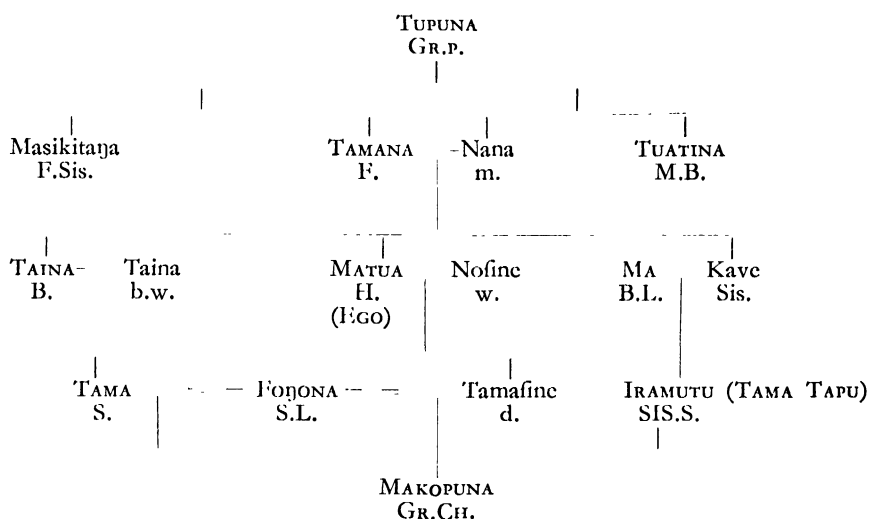 TUPUNA
GR.P.
Masikitaŋa TAMANA Nana TUATINA
F.Sis. F. m. M.B.
TAINA Taina MATUA Nofine MA Kave
B. b.w. H. w. B.L. Sis.
(EGO)
TAMA FOŊONA Tamafine IRAMUTU (TAMA TAPU)
S. S.L. d. SIS.S.
MAKOPUNA
GR.CH.